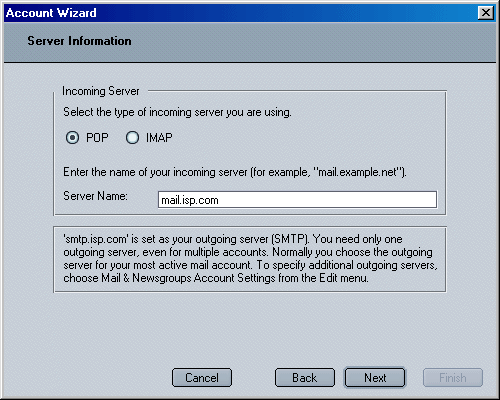 Account Wizard
Server Information
Incoming Server
Select the type of incoming server you are using.
POP IMAP
Enter the name of your incoming server (for example, "mail.example.net").
Server Name: mail.isp.com
'smtp.isp.com' is set as your outgoing server (SMTP). You need only one
outgoing server, even for multiple accounts. Normally you choose the outgoing
server for your most active mail account. To specify additional outgoing servers,
choose Mail & Newsgroups Account Settings from the Edit menu.
Cancel Back Next Finish